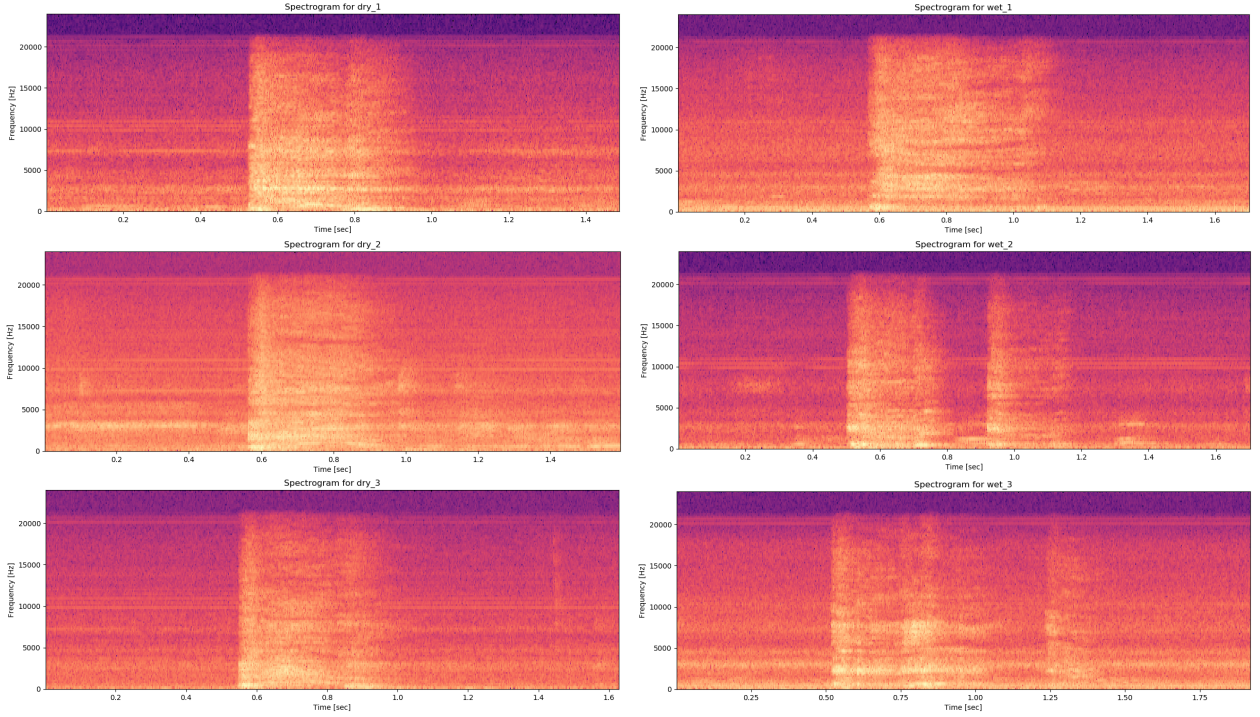 Spectrogram for dry_1
Frequency [Hz]
20000
15000
10000
5000
0
0.2 0.4 0.6 0.8 1.0 1.2 1.4
Time [sec]
Spectrogram for wet_1
Frequency [Hz]
20000
15000
10000
5000
0
0.2 0.4 0.6 0.8 1.0 1.2 1.4 1.6
Time [sec]
Spectrogram for dry_2
Frequency [Hz]
20000
15000
10000
5000
0
0.2 0.4 0.6 0.8 1.0 1.2 1.4
Time [sec]
Spectrogram for wet_2
Frequency [Hz]
20000
15000
10000
5000
0
0.2 0.4 0.6 0.8 1.0 1.2 1.4 1.6
Time [sec]
Spectrogram for dry_3
Frequency [Hz]
20000
15000
10000
5000
0
0.2 0.4 0.6 0.8 1.0 1.2 1.4 1.6
Time [sec]
Spectrogram for wet_3
Frequency [Hz]
20000
15000
10000
5000
0
0.25 0.50 0.75 1.00 1.25 1.50 1.75
Time [sec]